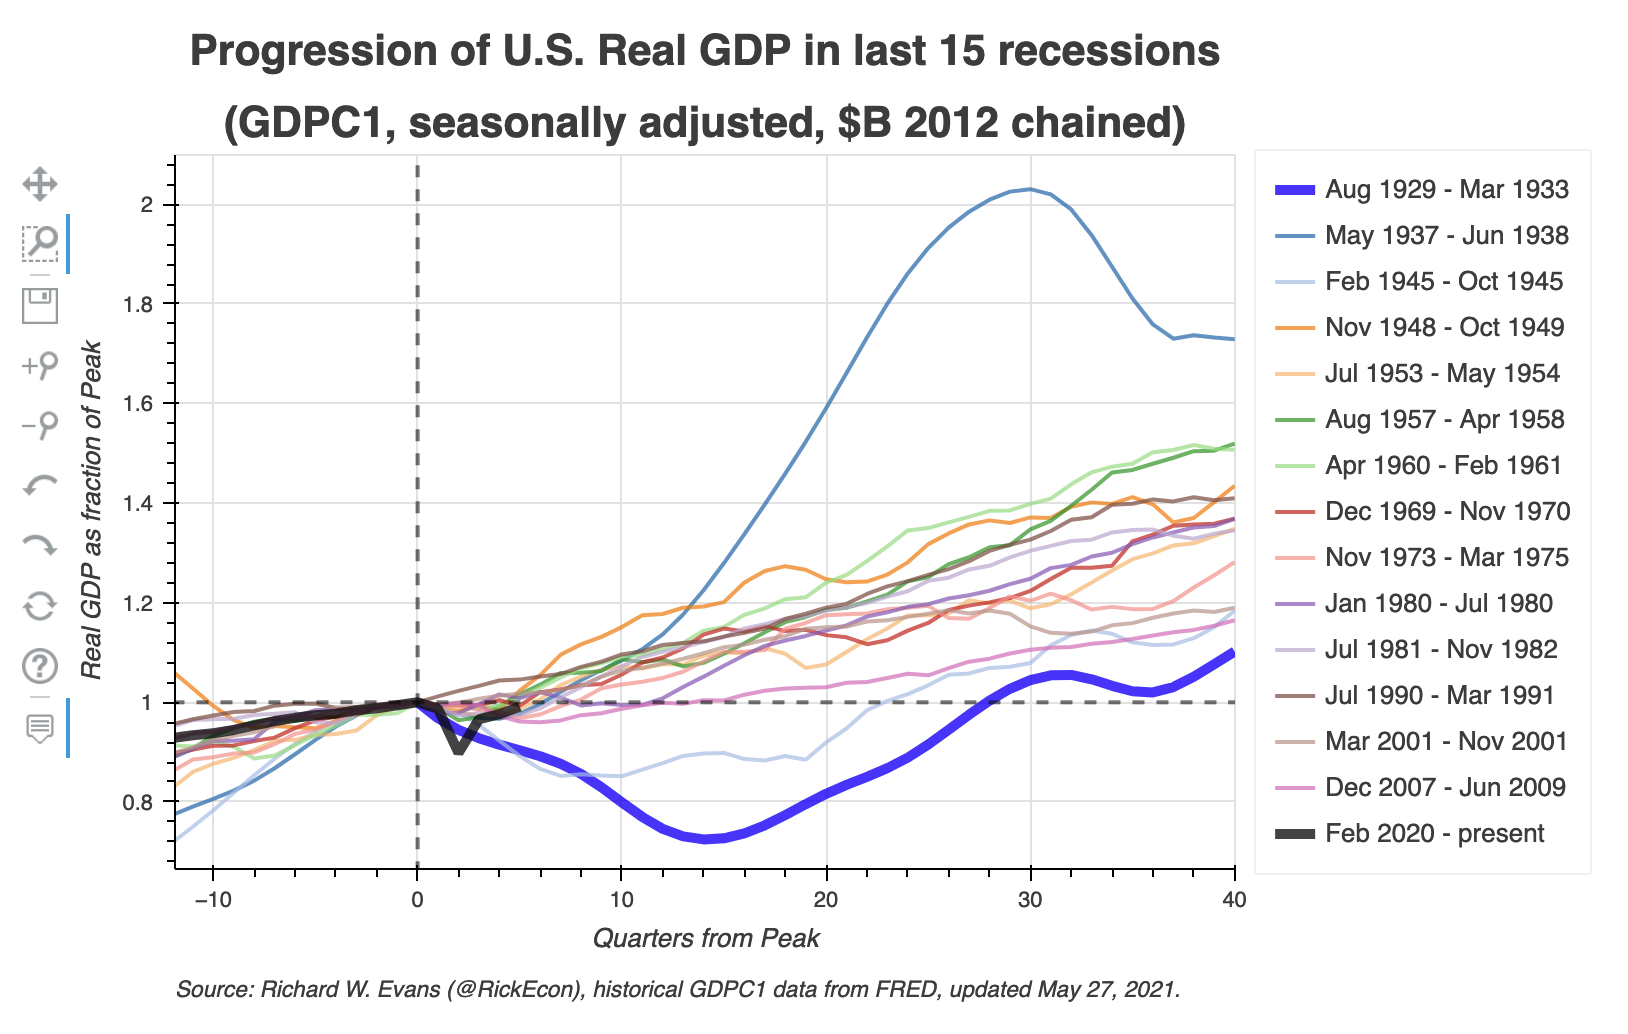 Progression of U.S. Real GDP in last 15 recessions
(GDPC1, seasonally adjusted, $B 2012 chained)
Real GDP as fraction of Peak
2
1.8
1.6
1.4
1.2
1
0.8
−10
0
10
20
30
40
Quarters from Peak
Aug 1929 - Mar 1933
May 1937 - Jun 1938
Feb 1945 - Oct 1945
Nov 1948 - Oct 1949
Jul 1953 - May 1954
Aug 1957 - Apr 1958
Apr 1960 - Feb 1961
Dec 1969 - Nov 1970
Nov 1973 - Mar 1975
Jan 1980 - Jul 1980
Jul 1981 - Nov 1982
Jul 1990 - Mar 1991
Mar 2001 - Nov 2001
Dec 2007 - Jun 2009
Feb 2020 - present
Source: Richard W. Evans (@RickEcon), historical GDPC1 data from FRED, updated May 27, 2021.